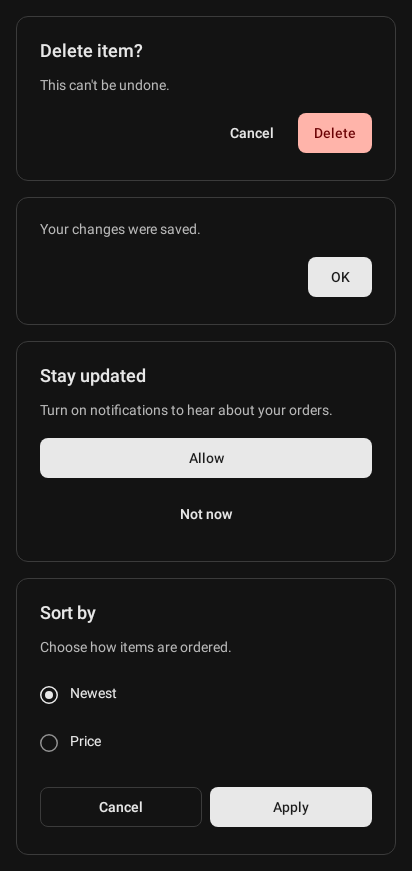 Delete item?
This can't be undone.
Cancel Delete
Your changes were saved.
OK
Stay updated
Turn on notifications to hear about your orders.
Allow
Not now
Sort by
Choose how items are ordered.
Newest
Price
Cancel Apply